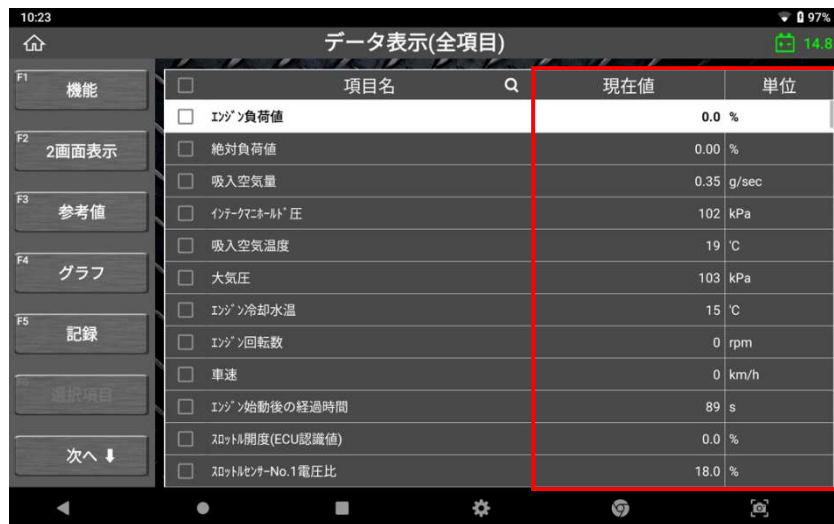 10:23
97%
データ表示(全項目)
14.8
F1
機能
F2
2画面表示
F3
参考値
F4
グラフ
F5
記録
選択項目
次へ ⬇
項目名
現在値
単位
エンジン負荷値 0.0 %
絶対負荷値 0.00 %
吸入空気量 0.35 g/sec
インテークマニホールド圧 102 kPa
吸入空気温度 19 ℃
大気圧 103 kPa
エンジン冷却水温 15 ℃
エンジン回転数 0 rpm
車速 0 km/h
エンジン始動後の経過時間 89 s
スロットル開度(ECU認識値) 0.0 %
スロットルセンサーNo.1電圧比 18.0 %